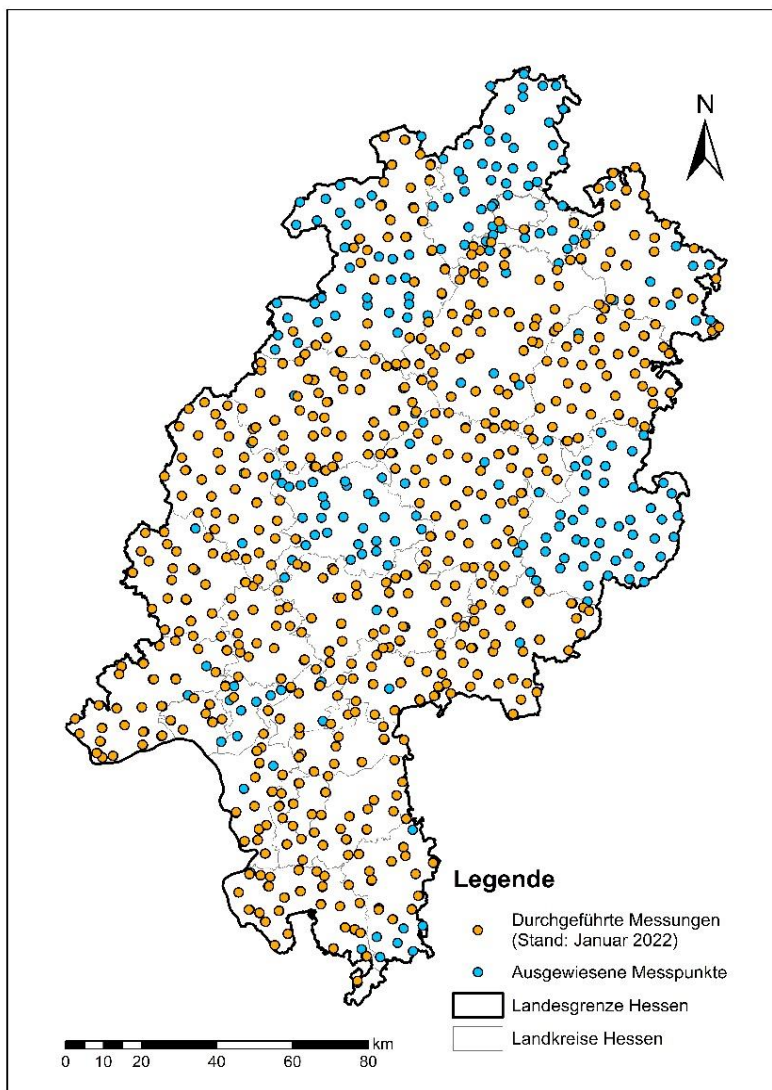 N
Legende
Durchgeführte Messungen
(Stand: Januar 2022)
Ausgewiesene Messpunkte
Landesgrenze Hessen
Landkreise Hessen
km
0 10 20 40 60 80